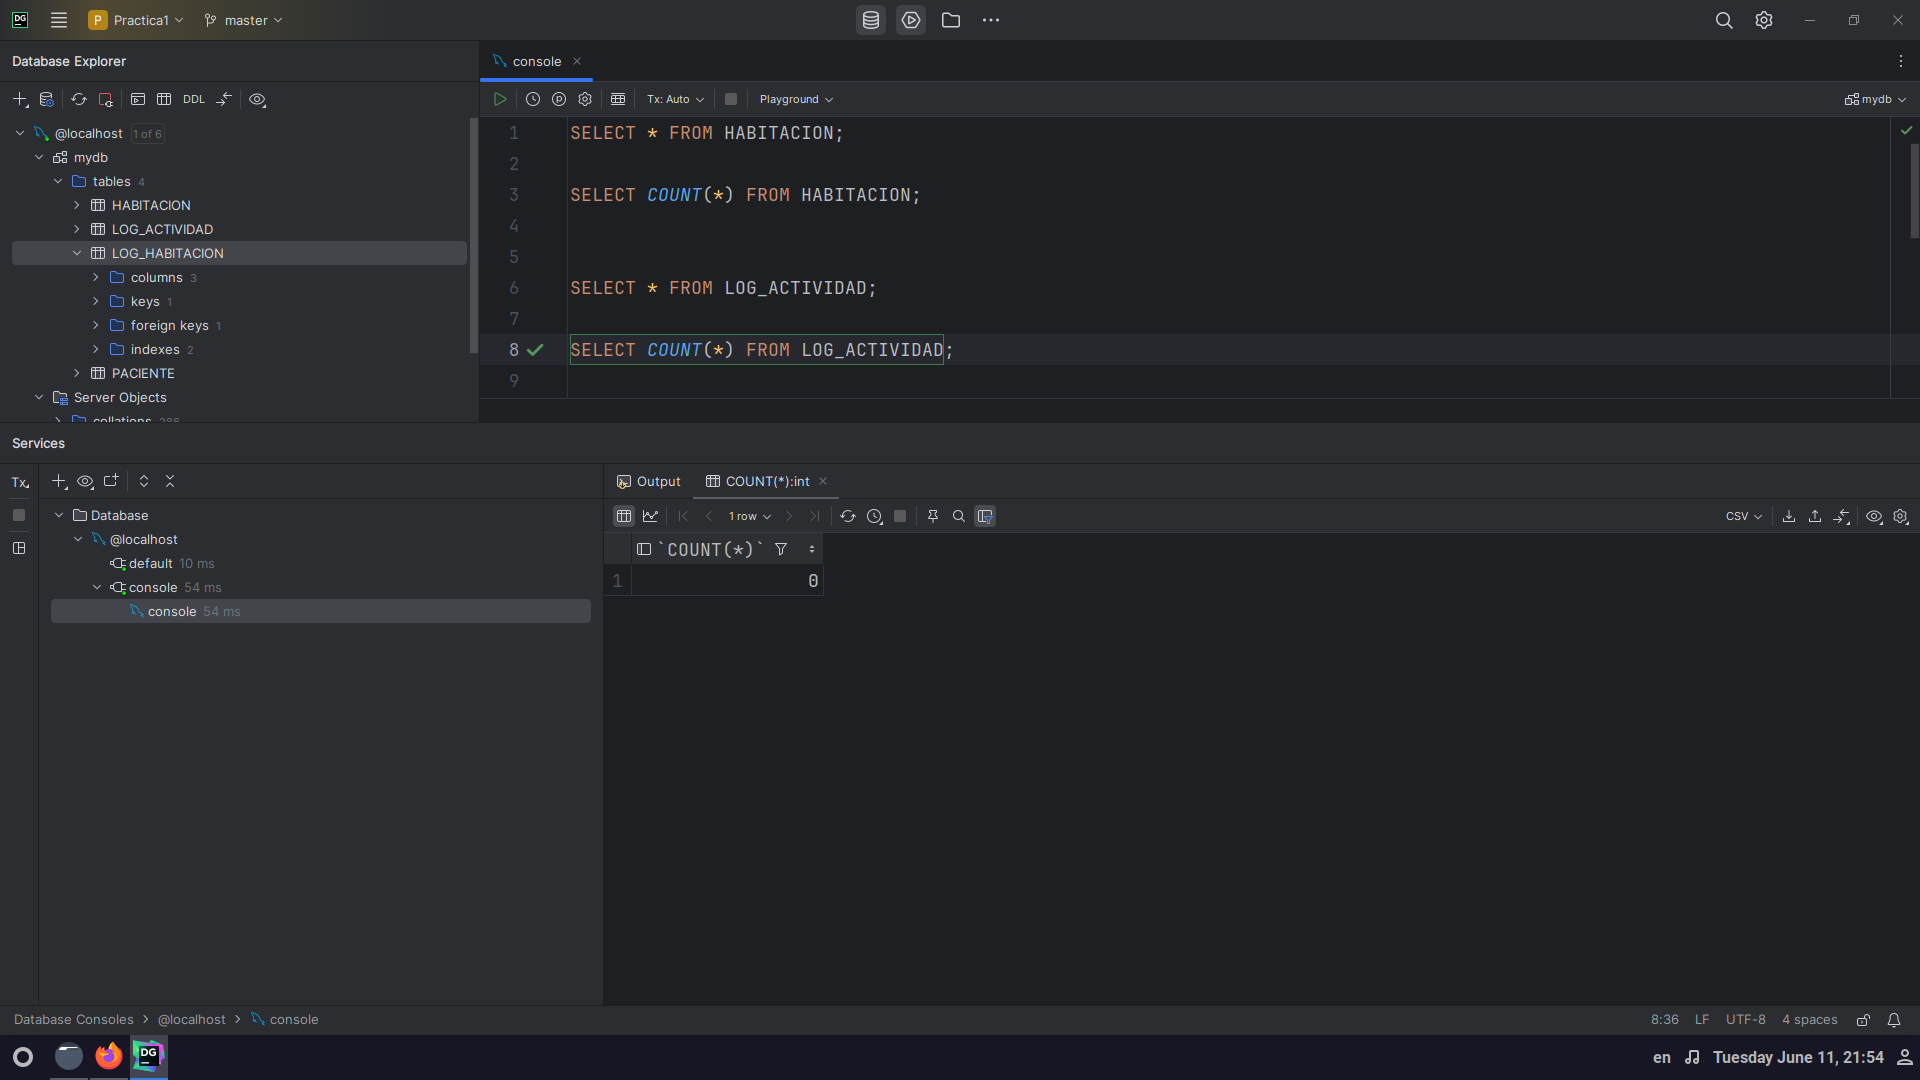 DG
P Practica1
master
Database Explorer
console
DDL
Tx: Auto
Playground
mydb
@localhost 1 of 6
mydb
tables 4
HABITACION
LOG_ACTIVIDAD
LOG_HABITACION
columns 3
keys 1
foreign keys 1
indexes 2
PACIENTE
Server Objects
collations 286
1 SELECT * FROM HABITACION;
2
3 SELECT COUNT(*) FROM HABITACION;
4
5
6 SELECT * FROM LOG_ACTIVIDAD;
7
8 SELECT COUNT(*) FROM LOG_ACTIVIDAD;
9
Services
Tx
Output
COUNT(*):int
1 row
CSV
Database
@localhost
default 10 ms
console 54 ms
console 54 ms
`COUNT(*)`
1 0
Database Consoles > @localhost > console
8:36 LF UTF-8 4 spaces
DG
en
Tuesday June 11, 21:54